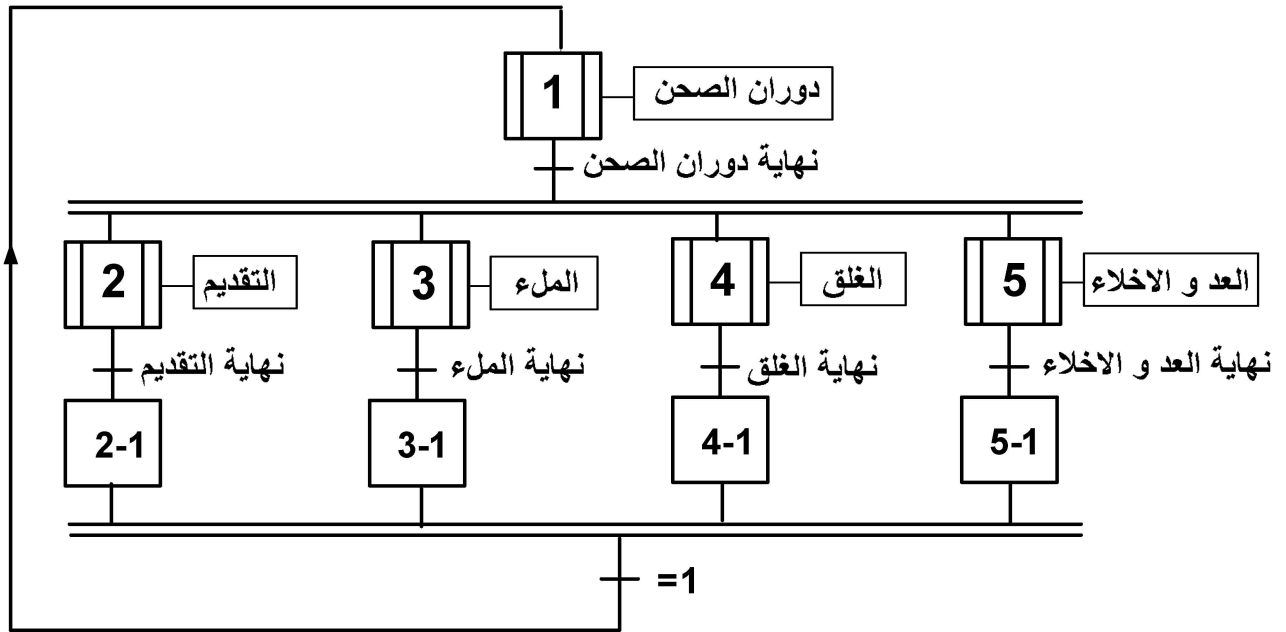 1
دوران الصحن
نهاية دوران الصحن
2
التقديم
3
الملء
4
الغلق
5
العد و الاخلاء
نهاية التقديم
نهاية الملء
نهاية الغلق
نهاية العد و الاخلاء
2-1
3-1
4-1
5-1
=1